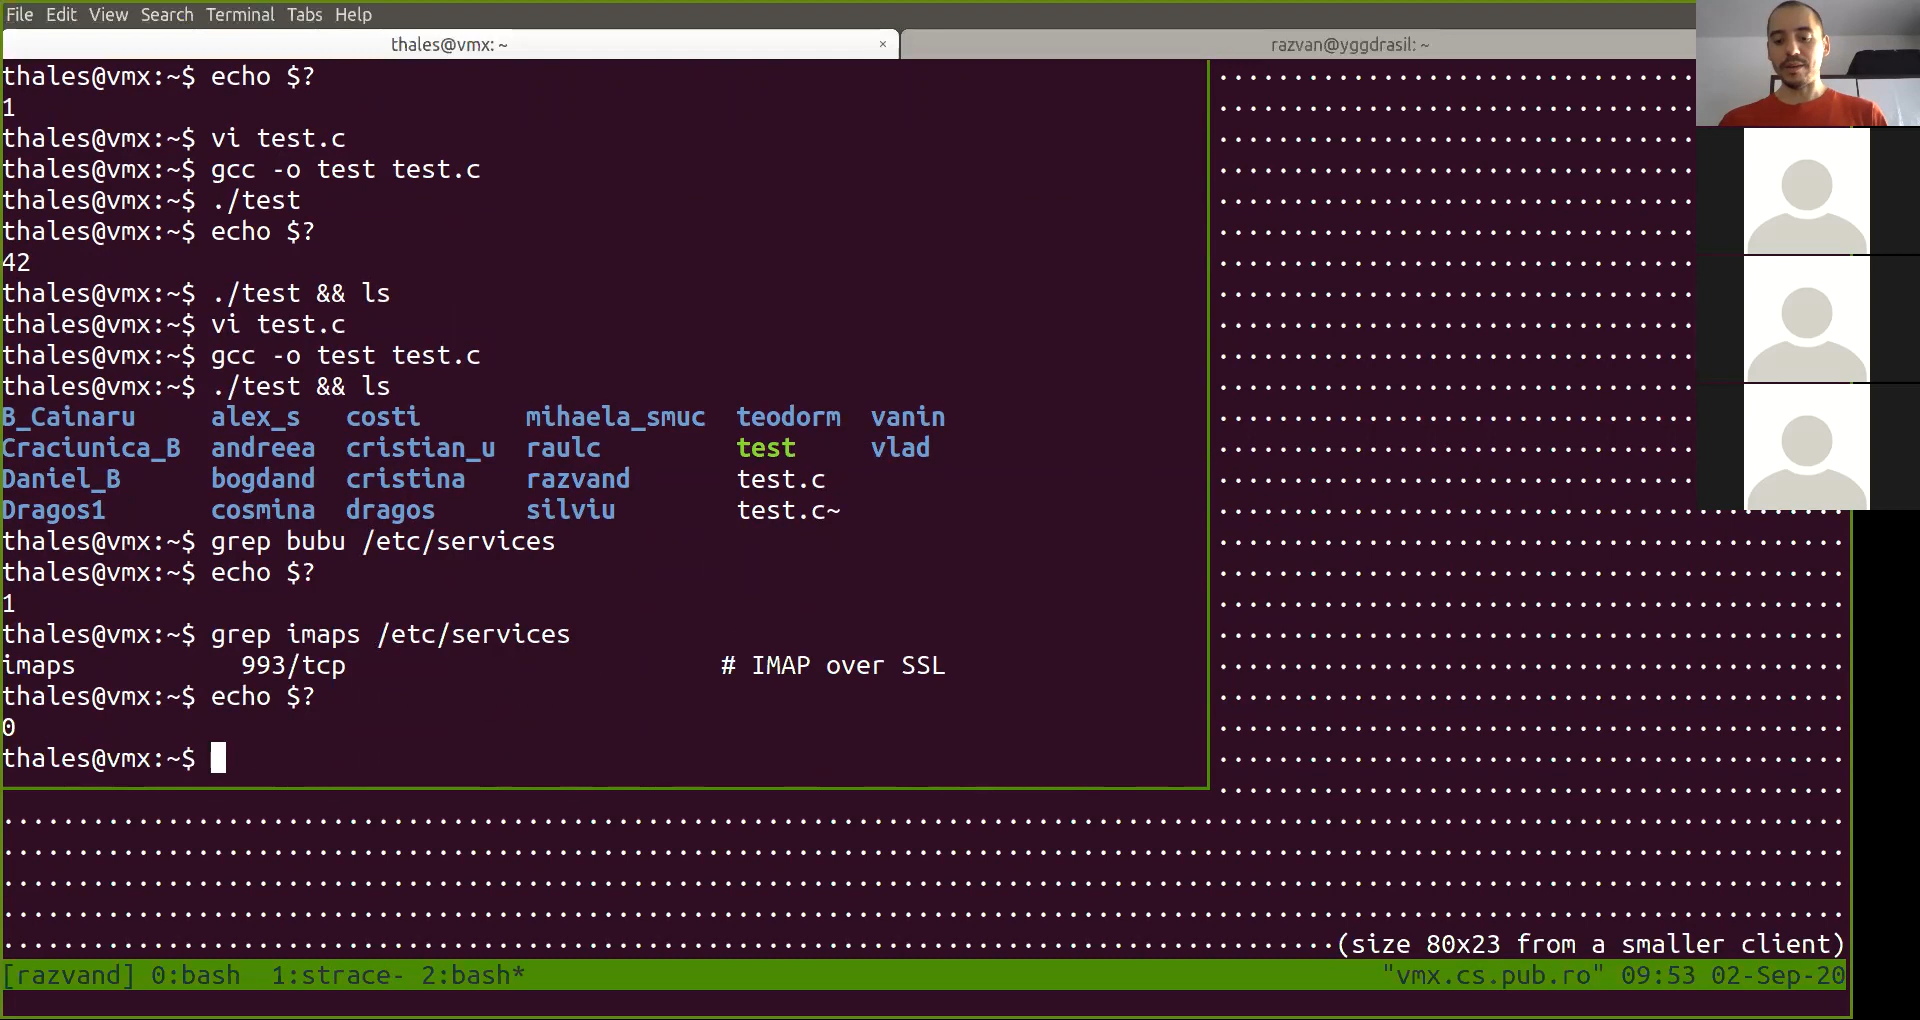 File Edit View Search Terminal Tabs Help
thales@vmx: ~ × razvan@yggdrasil: ~
thales@vmx:~$ echo $?
1
thales@vmx:~$ vi test.c
thales@vmx:~$ gcc -o test test.c
thales@vmx:~$ ./test
thales@vmx:~$ echo $?
42
thales@vmx:~$ ./test && ls
thales@vmx:~$ vi test.c
thales@vmx:~$ gcc -o test test.c
thales@vmx:~$ ./test && ls
B_Cainaru     alex_s   costi       mihaela_smuc  teodorm  vanin
Craciunica_B  andreea  cristian_u  raulc         test     vlad
Daniel_B      bogdand  cristina    razvand       test.c
Dragos1       cosmina  dragos      silviu        test.c~
thales@vmx:~$ grep bubu /etc/services
thales@vmx:~$ echo $?
1
thales@vmx:~$ grep imaps /etc/services
imaps           993/tcp                         # IMAP over SSL
thales@vmx:~$ echo $?
0
thales@vmx:~$
(size 80x23 from a smaller client)
[razvand] 0:bash  1:strace- 2:bash* "vmx.cs.pub.ro" 09:53 02-Sep-20